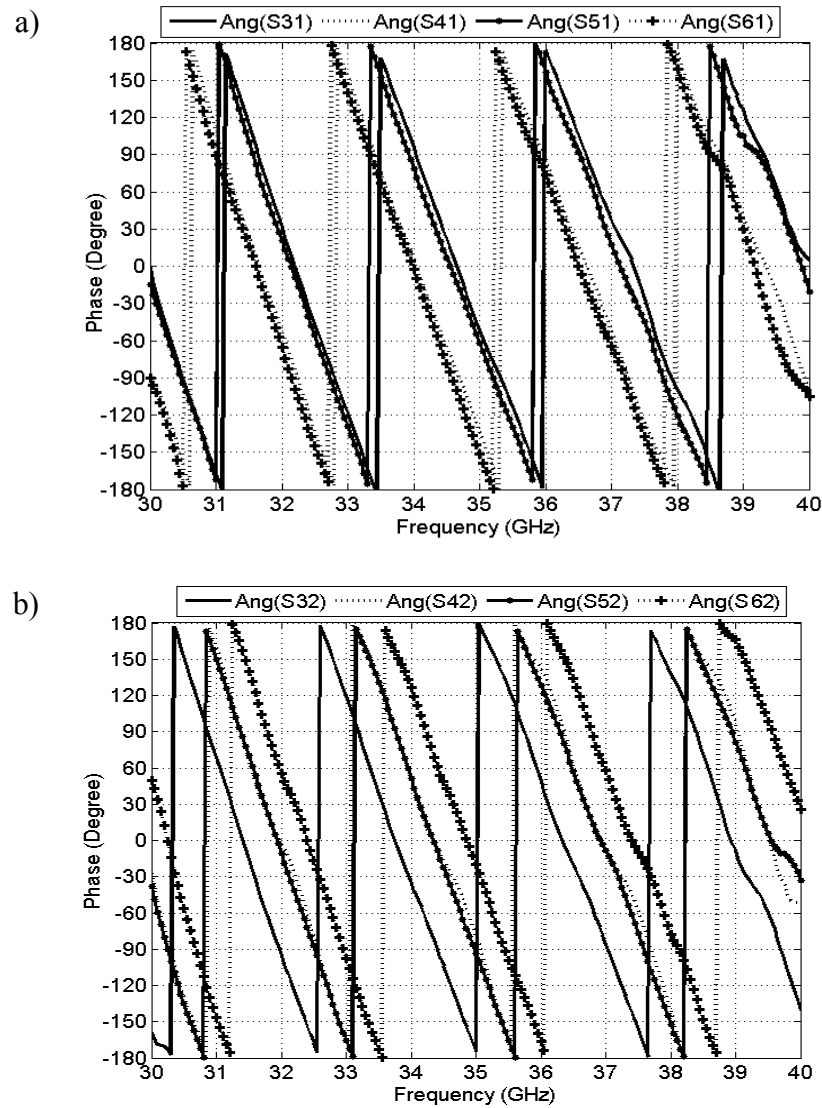 a)
Ang(S31) Ang(S41) Ang(S51) Ang(S61)
180
150
120
90
60
30
0
-30
-60
-90
-120
-150
-180
Phase (Degree)
30 31 32 33 34 35 36 37 38 39 40
Frequency (GHz)
b)
Ang(S32) Ang(S42) Ang(S52) Ang(S62)
180
150
120
90
60
30
0
-30
-60
-90
-120
-150
-180
Phase (Degree)
30 31 32 33 34 35 36 37 38 39 40
Frequency (GHz)